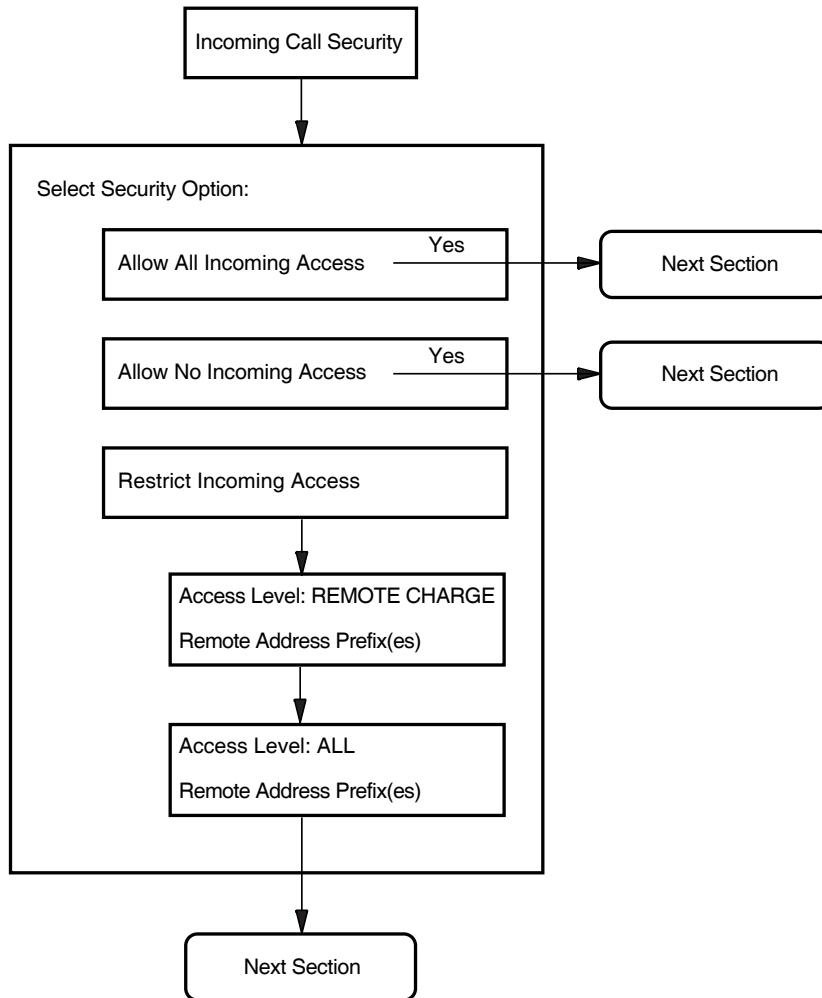 Incoming Call Security
Select Security Option:
Yes
Allow All Incoming Access
Next Section
Yes
Allow No Incoming Access
Next Section
Restrict Incoming Access
Access Level: REMOTE CHARGE
Remote Address Prefix(es)
Access Level: ALL
Remote Address Prefix(es)
Next Section